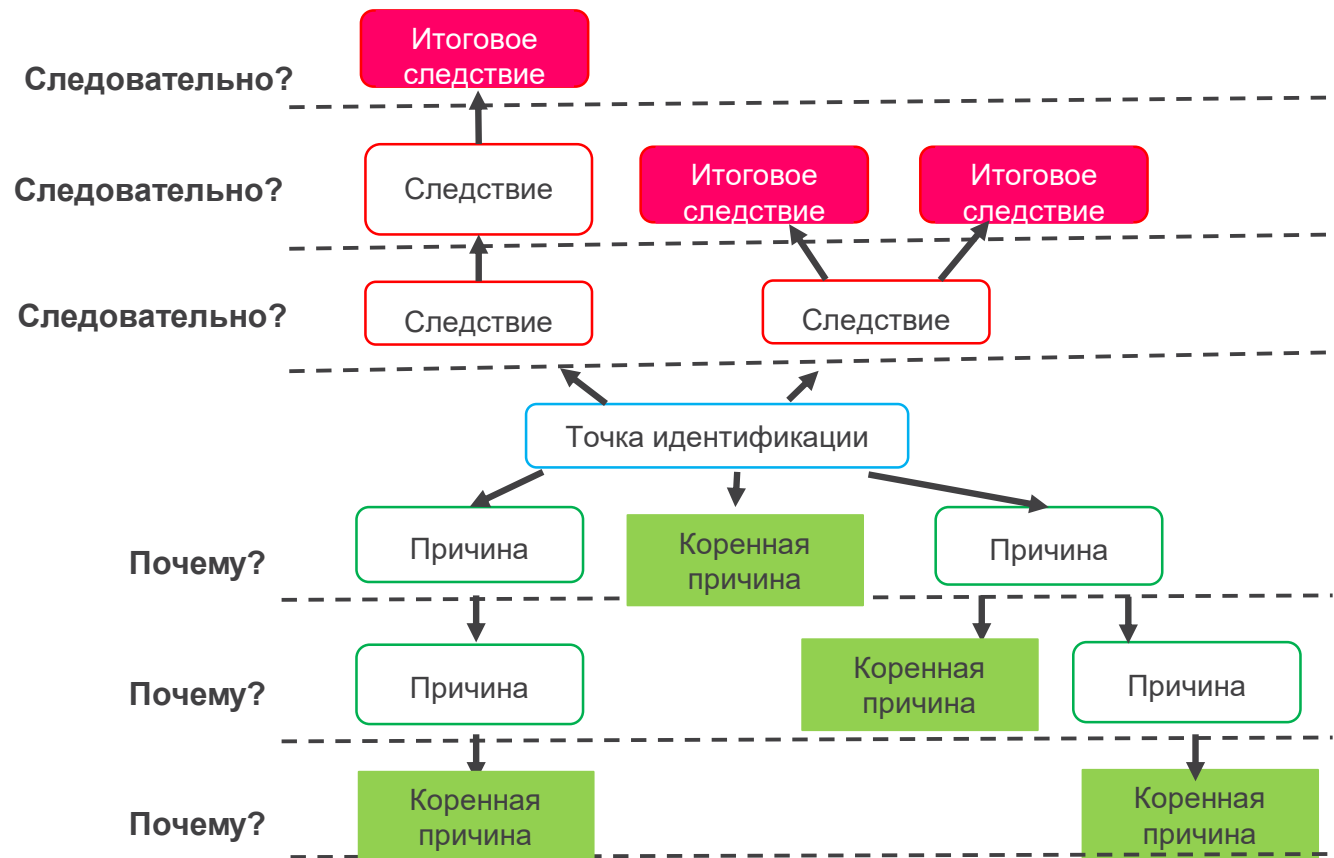 Итоговое
следствие
Следовательно?
Следовательно?
Следствие
Итоговое
следствие
Итоговое
следствие
Следовательно?
Следствие
Следствие
Точка идентификации
Почему?
Причина
Коренная
причина
Причина
Почему?
Причина
Коренная
причина
Причина
Почему?
Коренная
причина
Коренная
причина